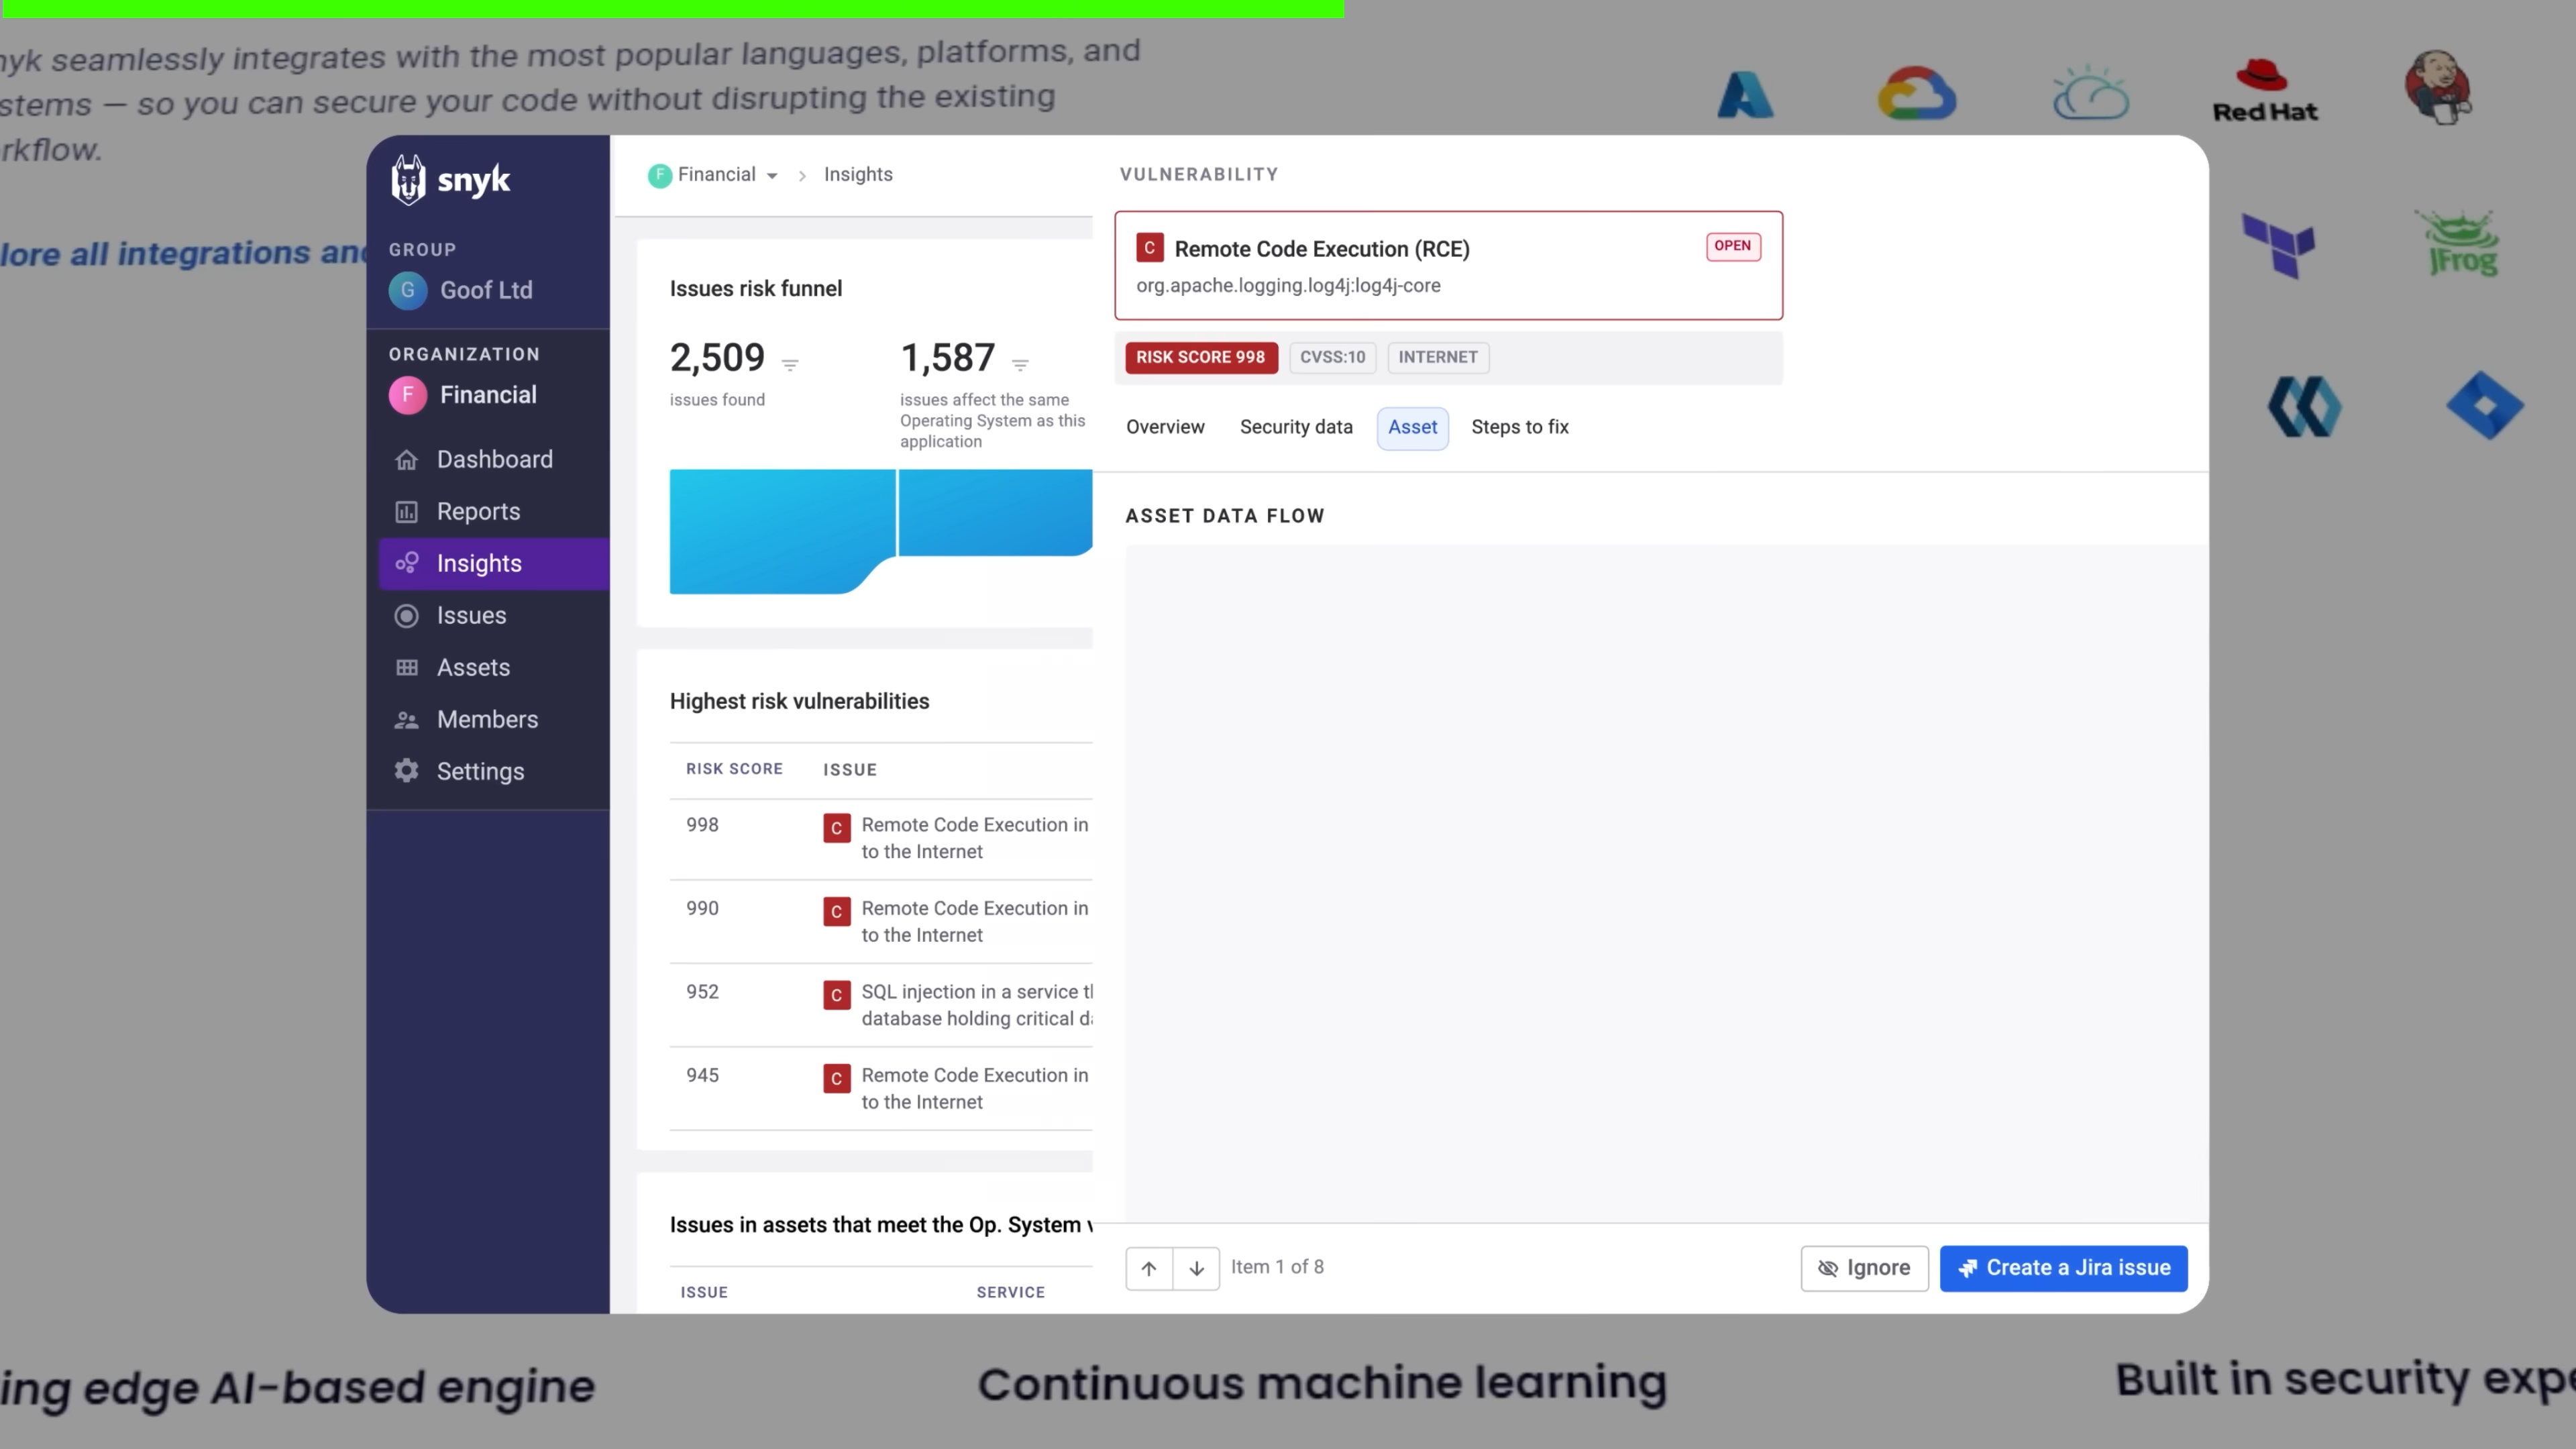 nyk seamlessly integrates with the most popular languages, platforms, and
stems — so you can secure your code without disrupting the existing
rkflow.
lore all integrations and
Red Hat
JFrog
snyk
GROUP
G Goof Ltd
ORGANIZATION
F Financial
Dashboard
Reports
Insights
Issues
Assets
Members
Settings
F Financial > Insights
Issues risk funnel
2,509
issues found
1,587
issues affect the same
Operating System as this
application
Highest risk vulnerabilities
RISK SCORE ISSUE
998 C Remote Code Execution in
to the Internet
990 C Remote Code Execution in
to the Internet
952 C SQL injection in a service th
database holding critical da
945 C Remote Code Execution in
to the Internet
Issues in assets that meet the Op. System
ISSUE SERVICE
VULNERABILITY
C Remote Code Execution (RCE) OPEN
org.apache.logging.log4j:log4j-core
RISK SCORE 998 CVSS:10 INTERNET
Overview Security data Asset Steps to fix
ASSET DATA FLOW
Item 1 of 8
Ignore
Create a Jira issue
ing edge AI-based engine
Continuous machine learning
Built in security expe